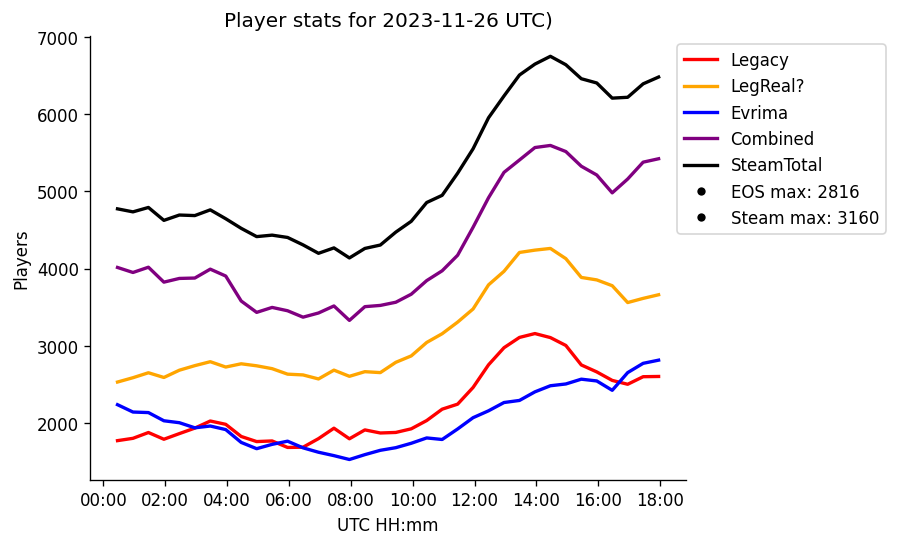 Player stats for 2023-11-26 UTC)
7000
6000
5000
4000
3000
2000
Players
00:00 02:00 04:00 06:00 08:00 10:00 12:00 14:00 16:00 18:00
UTC HH:mm
Legacy
LegReal?
Evrima
Combined
SteamTotal
EOS max: 2816
Steam max: 3160